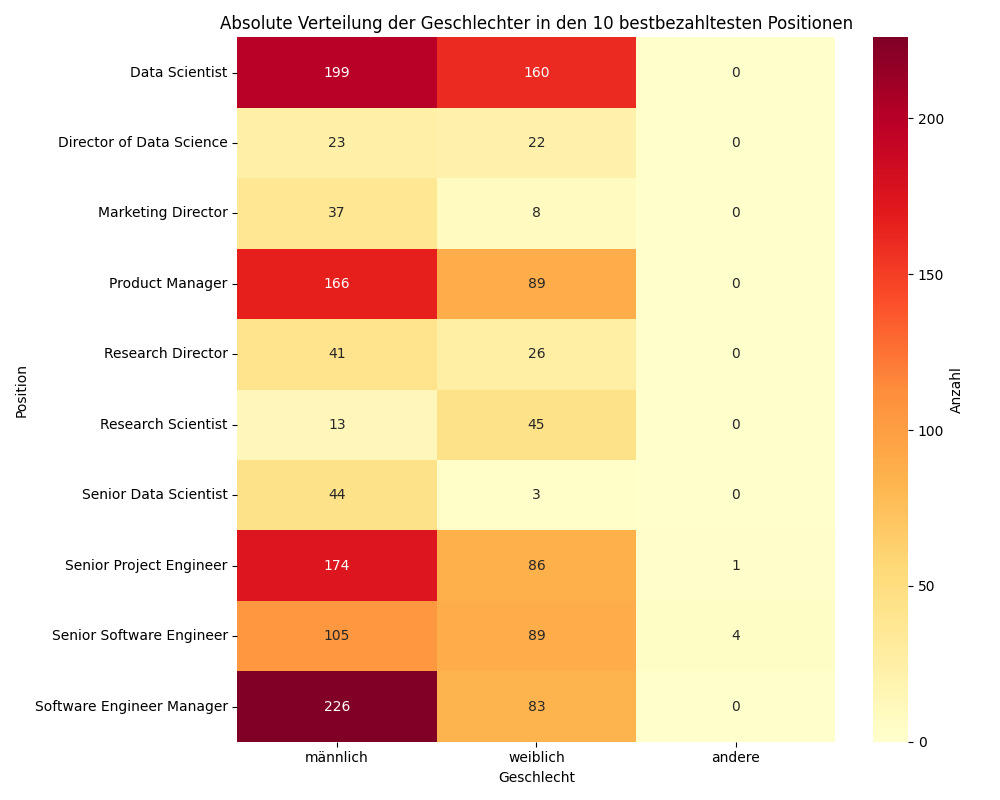 Absolute Verteilung der Geschlechter in den 10 bestbezahltesten Positionen
Data Scientist 199 160 0
Director of Data Science 23 22 0
Marketing Director 37 8 0
Product Manager 166 89 0
Research Director 41 26 0
Research Scientist 13 45 0
Senior Data Scientist 44 3 0
Senior Project Engineer 174 86 1
Senior Software Engineer 105 89 4
Software Engineer Manager 226 83 0
männlich weiblich andere
Geschlecht
Position
200
150
100
50
0
Anzahl